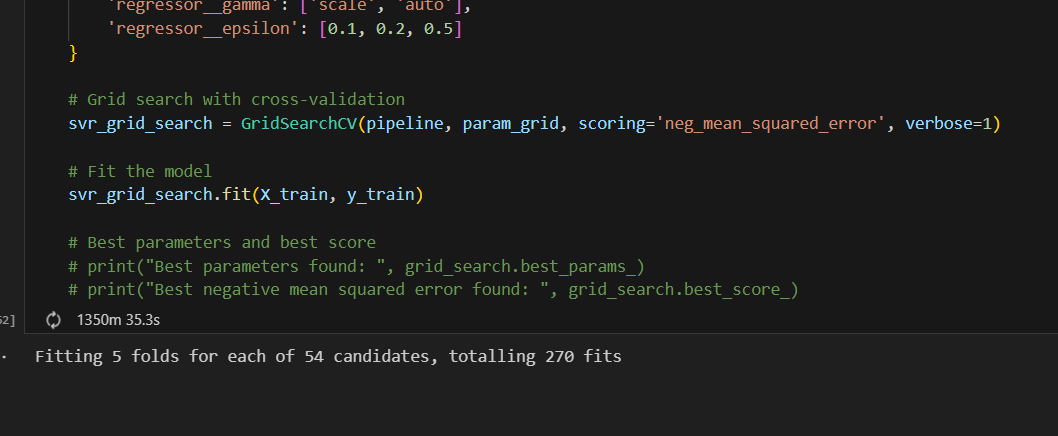 'regressor__gamma': ['scale', 'auto'],
'regressor__epsilon': [0.1, 0.2, 0.5]
}
# Grid search with cross-validation
svr_grid_search = GridSearchCV(pipeline, param_grid, scoring='neg_mean_squared_error', verbose=1)
# Fit the model
svr_grid_search.fit(X_train, y_train)
# Best parameters and best score
# print("Best parameters found: ", grid_search.best_params_)
# print("Best negative mean squared error found: ", grid_search.best_score_)
2] 1350m 35.3s
Fitting 5 folds for each of 54 candidates, totalling 270 fits